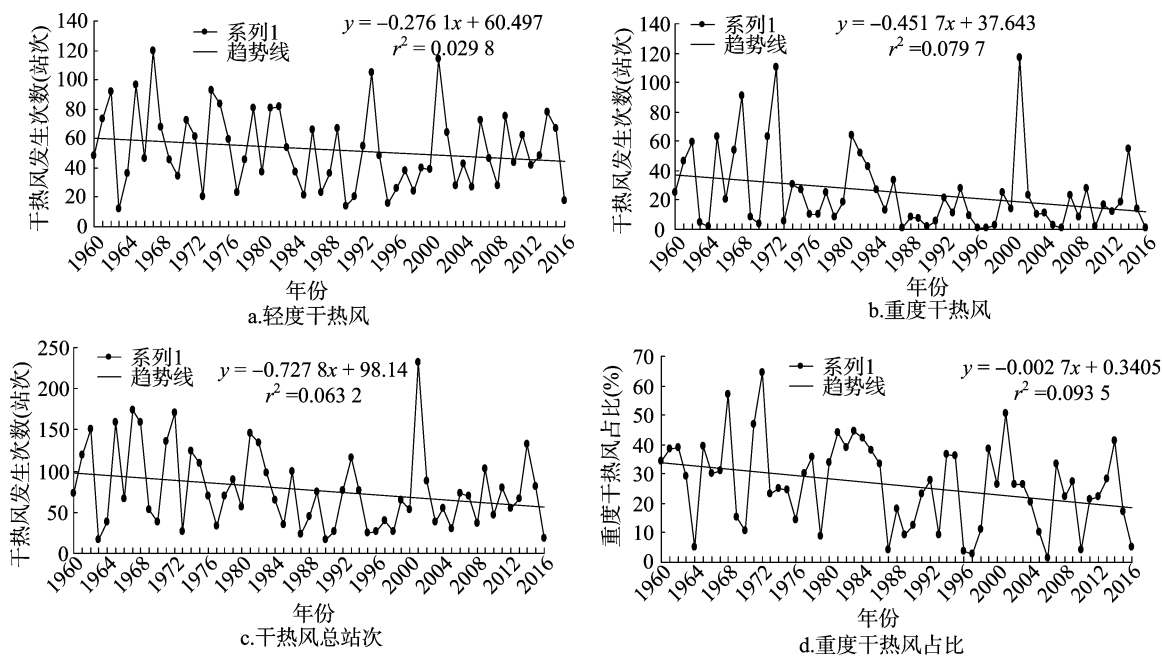 系列1
趋势线
y = −0.276 1x + 60.497
r² = 0.029 8
干热风发生次数(站次)
140
120
100
80
60
40
20
0
1960 1964 1968 1972 1976 1980 1984 1988 1992 1996 2000 2004 2008 2012 2016
年份
a.轻度干热风
系列1
趋势线
y = −0.451 7x + 37.643
r² =0.079 7
干热风发生次数(站次)
140
120
100
80
60
40
20
0
1960 1964 1968 1972 1976 1980 1984 1988 1992 1996 2000 2004 2008 2012 2016
年份
b.重度干热风
系列1
趋势线
y = −0.727 8x + 98.14
r² =0.063 2
干热风发生次数(站次)
250
200
150
100
50
0
1960 1964 1968 1972 1976 1980 1984 1988 1992 1996 2000 2004 2008 2012 2016
年份
c.干热风总站次
系列1
趋势线
y = −0.002 7x + 0.3405
r² =0.093 5
重度干热风占比(%)
70
60
50
40
30
20
10
0
1960 1964 1968 1972 1976 1980 1984 1988 1992 1996 2000 2004 2008 2012 2016
年份
d.重度干热风占比